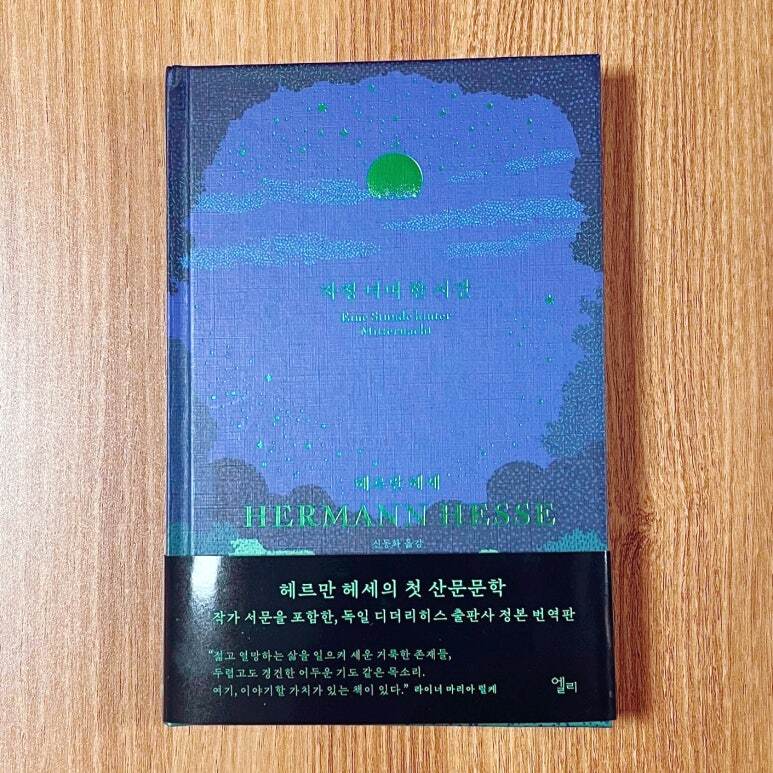 자정 너머 한 시간
Eine Stunde hinter
Mitternacht
헤르만 헤세
HERMANN HESSE
신동화 옮김
헤르만 헤세의 첫 산문문학
작가 서문을 포함한, 독일 디더리히스 출판사 정본 번역판
“젊고 열망하는 삶을 일으켜 세운 거룩한 존재들,
두렵고도 경건한 어두운 기도 같은 목소리.
여기, 이야기할 가치가 있는 책이 있다.” 라이너 마리아 릴케
엘리